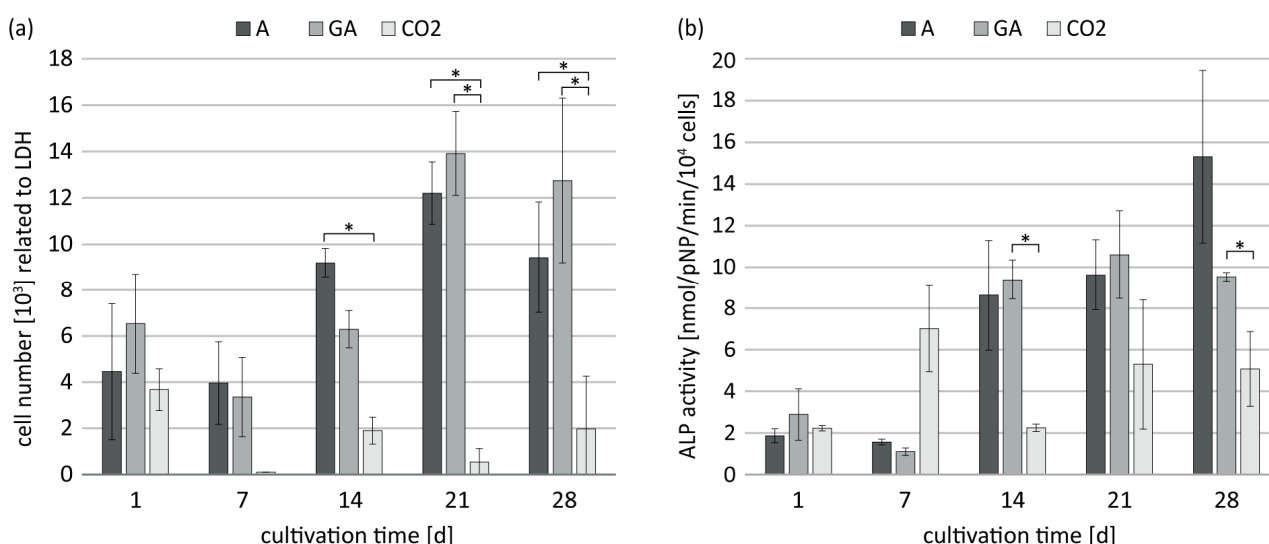 (a)
A GA CO2
cell number [10³] related to LDH
18
16
14
12
10
8
6
4
2
0
* *
* *
*
1 7 14 21 28
cultivation time [d]
(b)
A GA CO2
ALP activity [nmol/pNP/min/10⁴ cells]
20
18
16
14
12
10
8
6
4
2
0
* *
1 7 14 21 28
cultivation time [d]